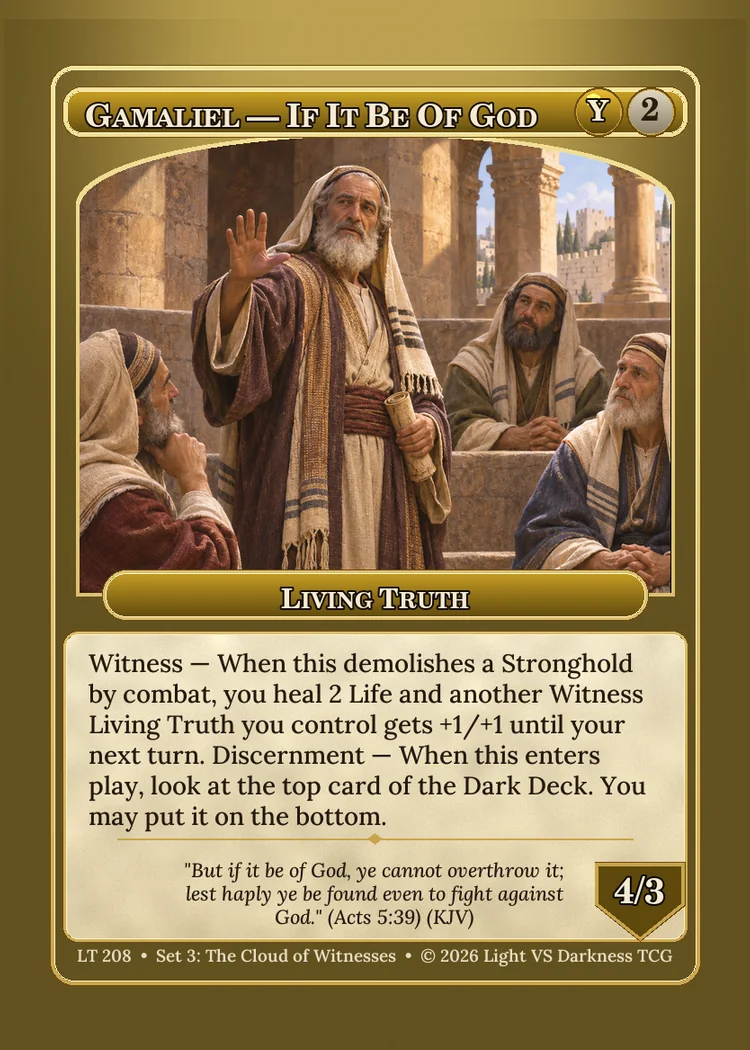 Gamaliel — If It Be Of God Y 2
Living Truth
Witness — When this demolishes a Stronghold
by combat, you heal 2 Life and another Witness
Living Truth you control gets +1/+1 until your
next turn. Discernment — When this enters
play, look at the top card of the Dark Deck. You
may put it on the bottom.
"But if it be of God, ye cannot overthrow it;
lest haply ye be found even to fight against
God." (Acts 5:39) (KJV)
4/3
LT 208 • Set 3: The Cloud of Witnesses • © 2026 Light VS Darkness TCG